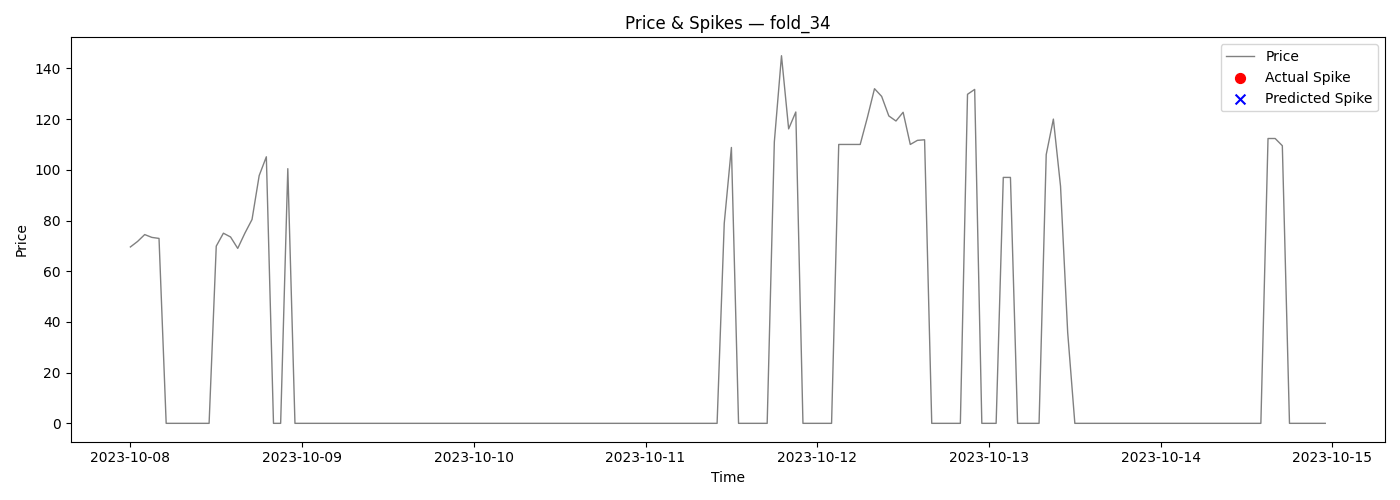 Price & Spikes — fold_34
Price
Actual Spike
Predicted Spike
Price
140
120
100
80
60
40
20
0
2023-10-08 2023-10-09 2023-10-10 2023-10-11 2023-10-12 2023-10-13 2023-10-14 2023-10-15
Time